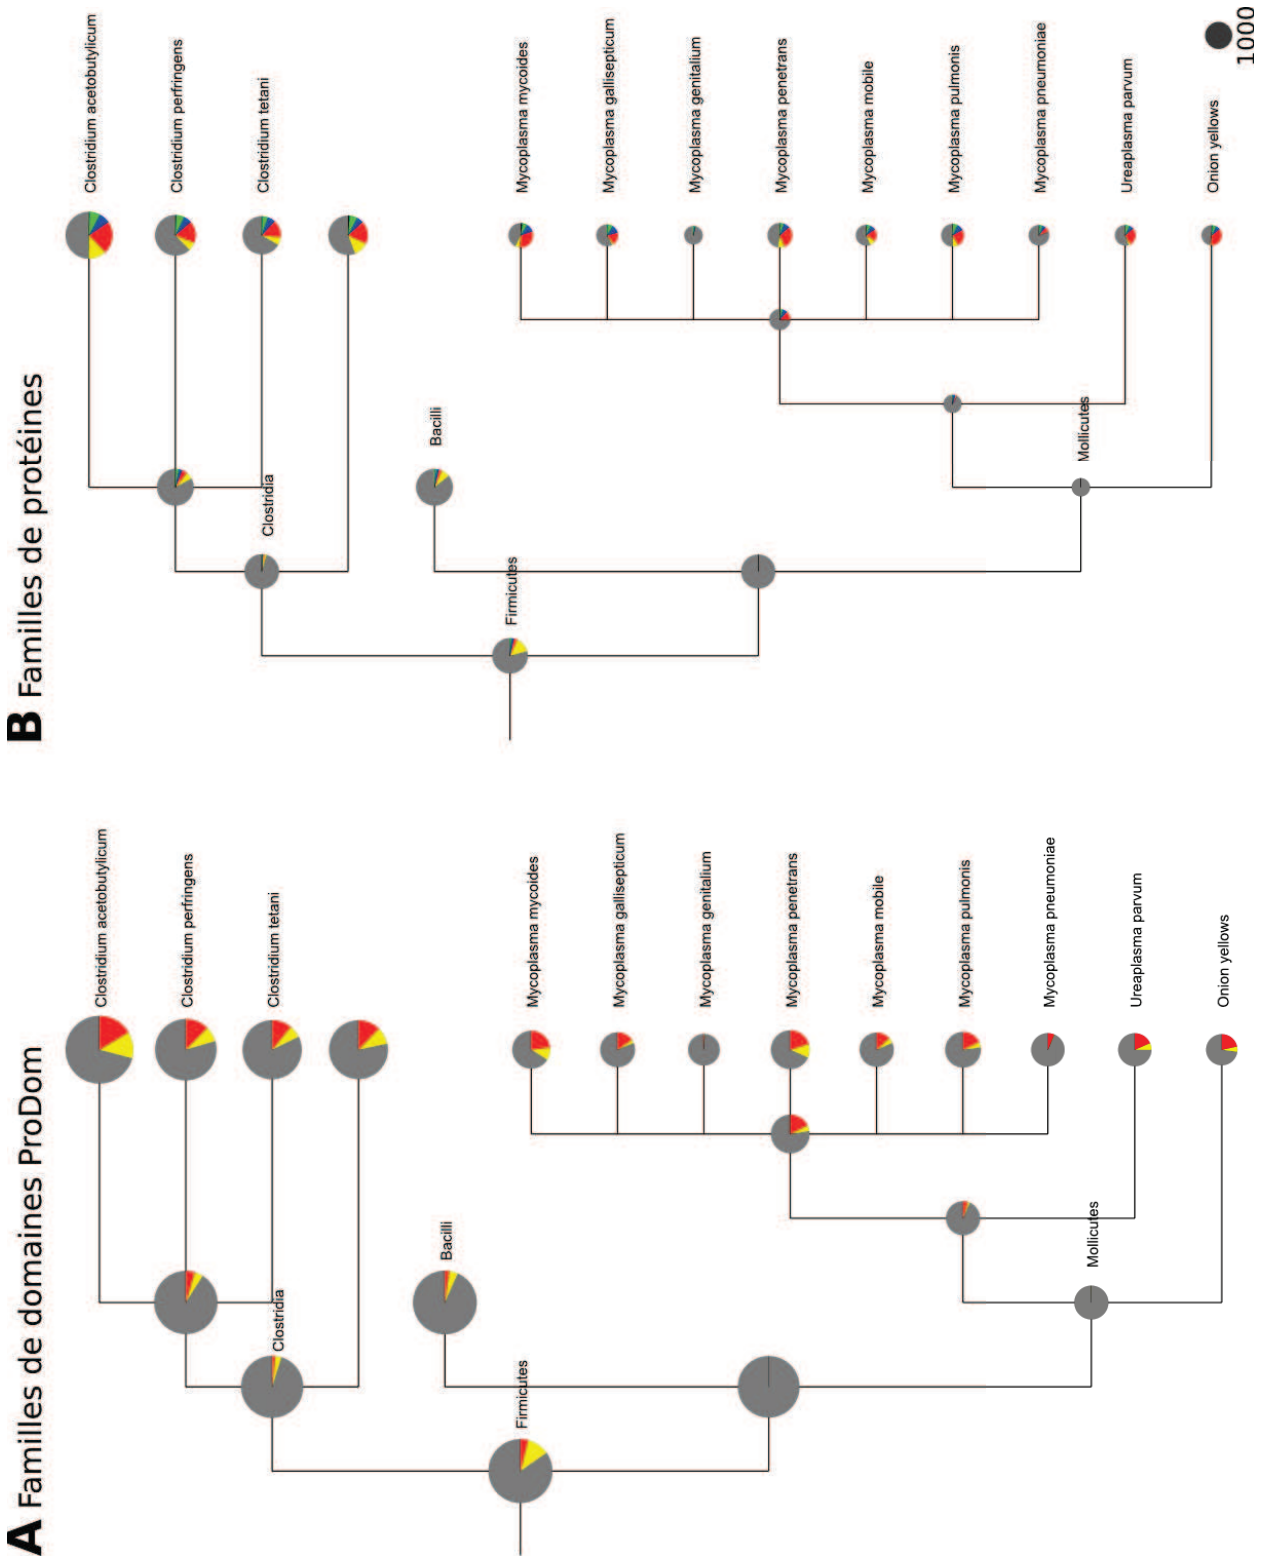 A Familles de domaines ProDom
Clostridium acetobutylicum
Clostridium perfringens
Clostridium tetani
Clostridia
Bacilli
Firmicutes
Mycoplasma mycoides
Mycoplasma gallisepticum
Mycoplasma genitalium
Mycoplasma penetrans
Mycoplasma mobile
Mycoplasma pulmonis
Mycoplasma pneumoniae
Ureaplasma parvum
Onion yellows
Mollicutes
B Familles de protéines
Clostridium acetobutylicum
Clostridium perfringens
Clostridium tetani
Clostridia
Bacilli
Firmicutes
Mycoplasma mycoides
Mycoplasma gallisepticum
Mycoplasma genitalium
Mycoplasma penetrans
Mycoplasma mobile
Mycoplasma pulmonis
Mycoplasma pneumoniae
Ureaplasma parvum
Onion yellows
Mollicutes
1000